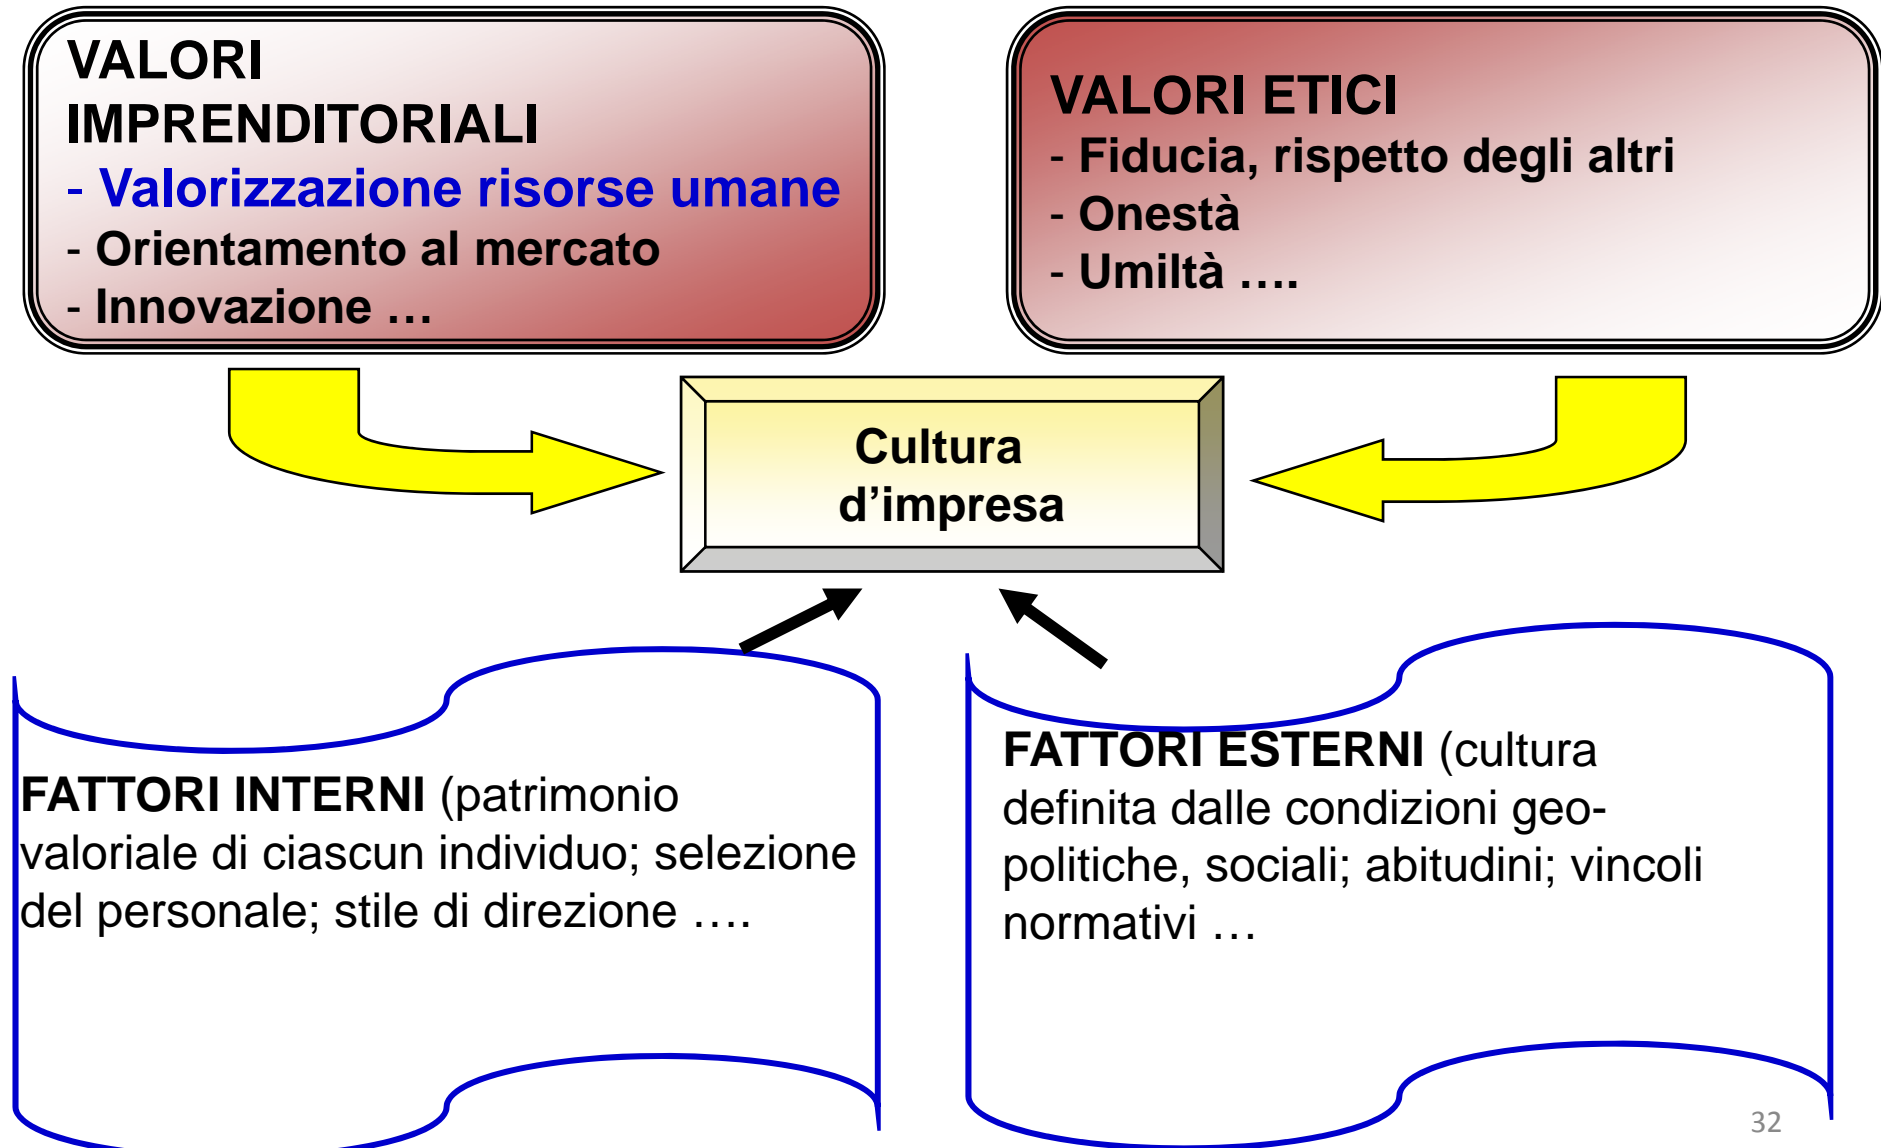 VALORI
IMPRENDITORIALI
- Valorizzazione risorse umane
- Orientamento al mercato
- Innovazione …
VALORI ETICI
- Fiducia, rispetto degli altri
- Onestà
- Umiltà ….
Cultura
d’impresa
FATTORI INTERNI (patrimonio
valoriale di ciascun individuo; selezione
del personale; stile di direzione ….
FATTORI ESTERNI (cultura
definita dalle condizioni geo-
politiche, sociali; abitudini; vincoli
normativi …
32